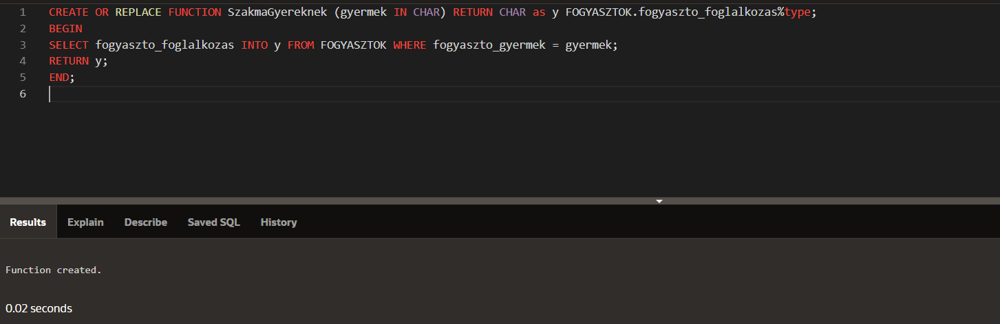 1 CREATE OR REPLACE FUNCTION SzakmaGyereknek (gyermek IN CHAR) RETURN CHAR as y FOGYASZTOK.fogyaszto_foglalkozas%type;
2 BEGIN
3 SELECT fogyaszto_foglalkozas INTO y FROM FOGYASZTOK WHERE fogyaszto_gyermek = gyermek;
4 RETURN y;
5 END;
6
Results Explain Describe Saved SQL History
Function created.
0.02 seconds